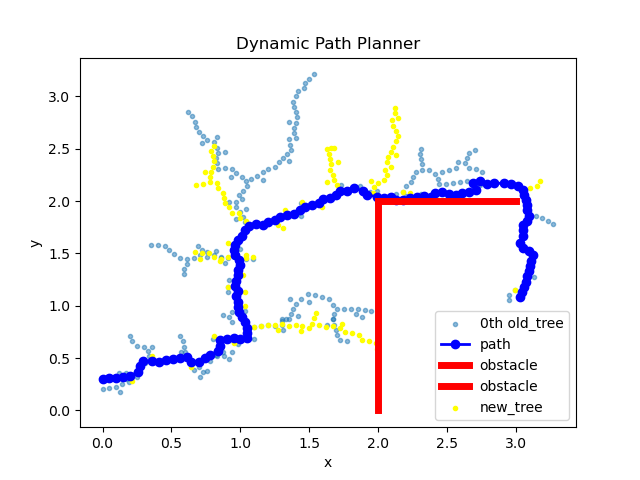 Dynamic Path Planner
3.0
2.5
2.0
1.5
1.0
0.5
0.0
y
0th old_tree
path
obstacle
obstacle
new_tree
0.0 0.5 1.0 1.5 2.0 2.5 3.0
x